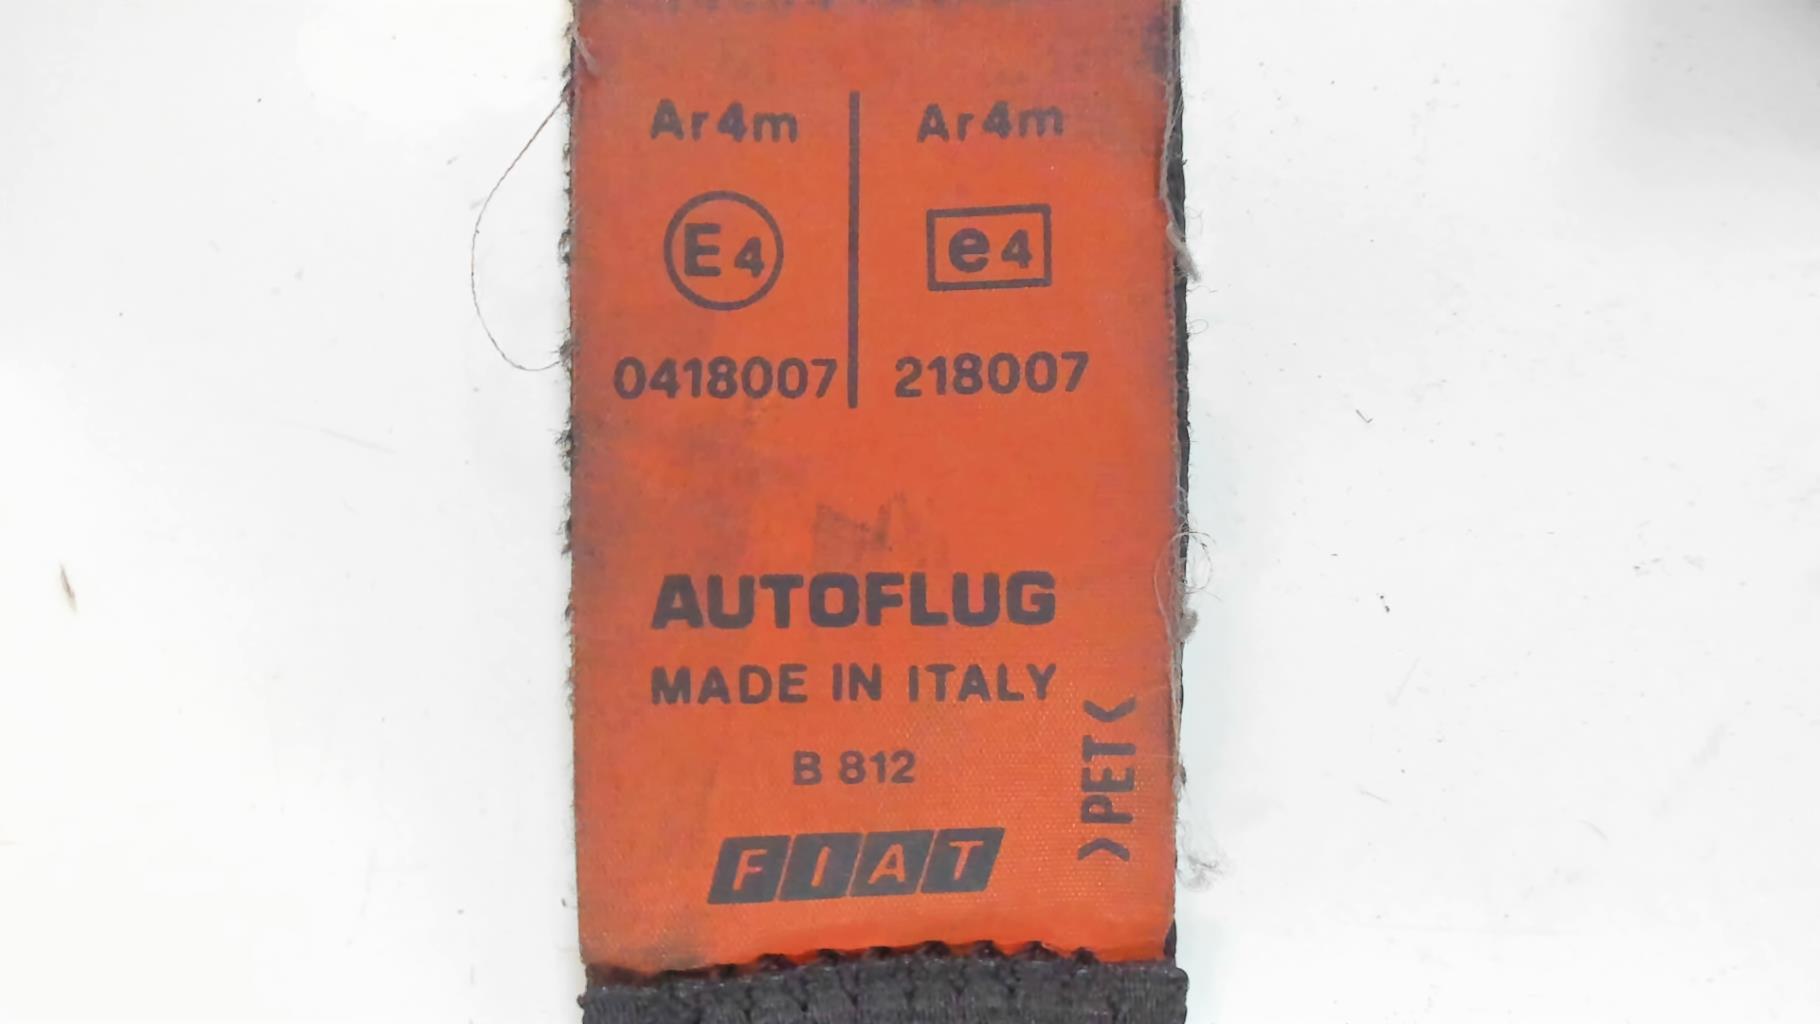 Ar4m
E4
0418007
Ar4m
e4
218007
AUTOFLUG
MADE IN ITALY
B 812
FIAT
>PET<